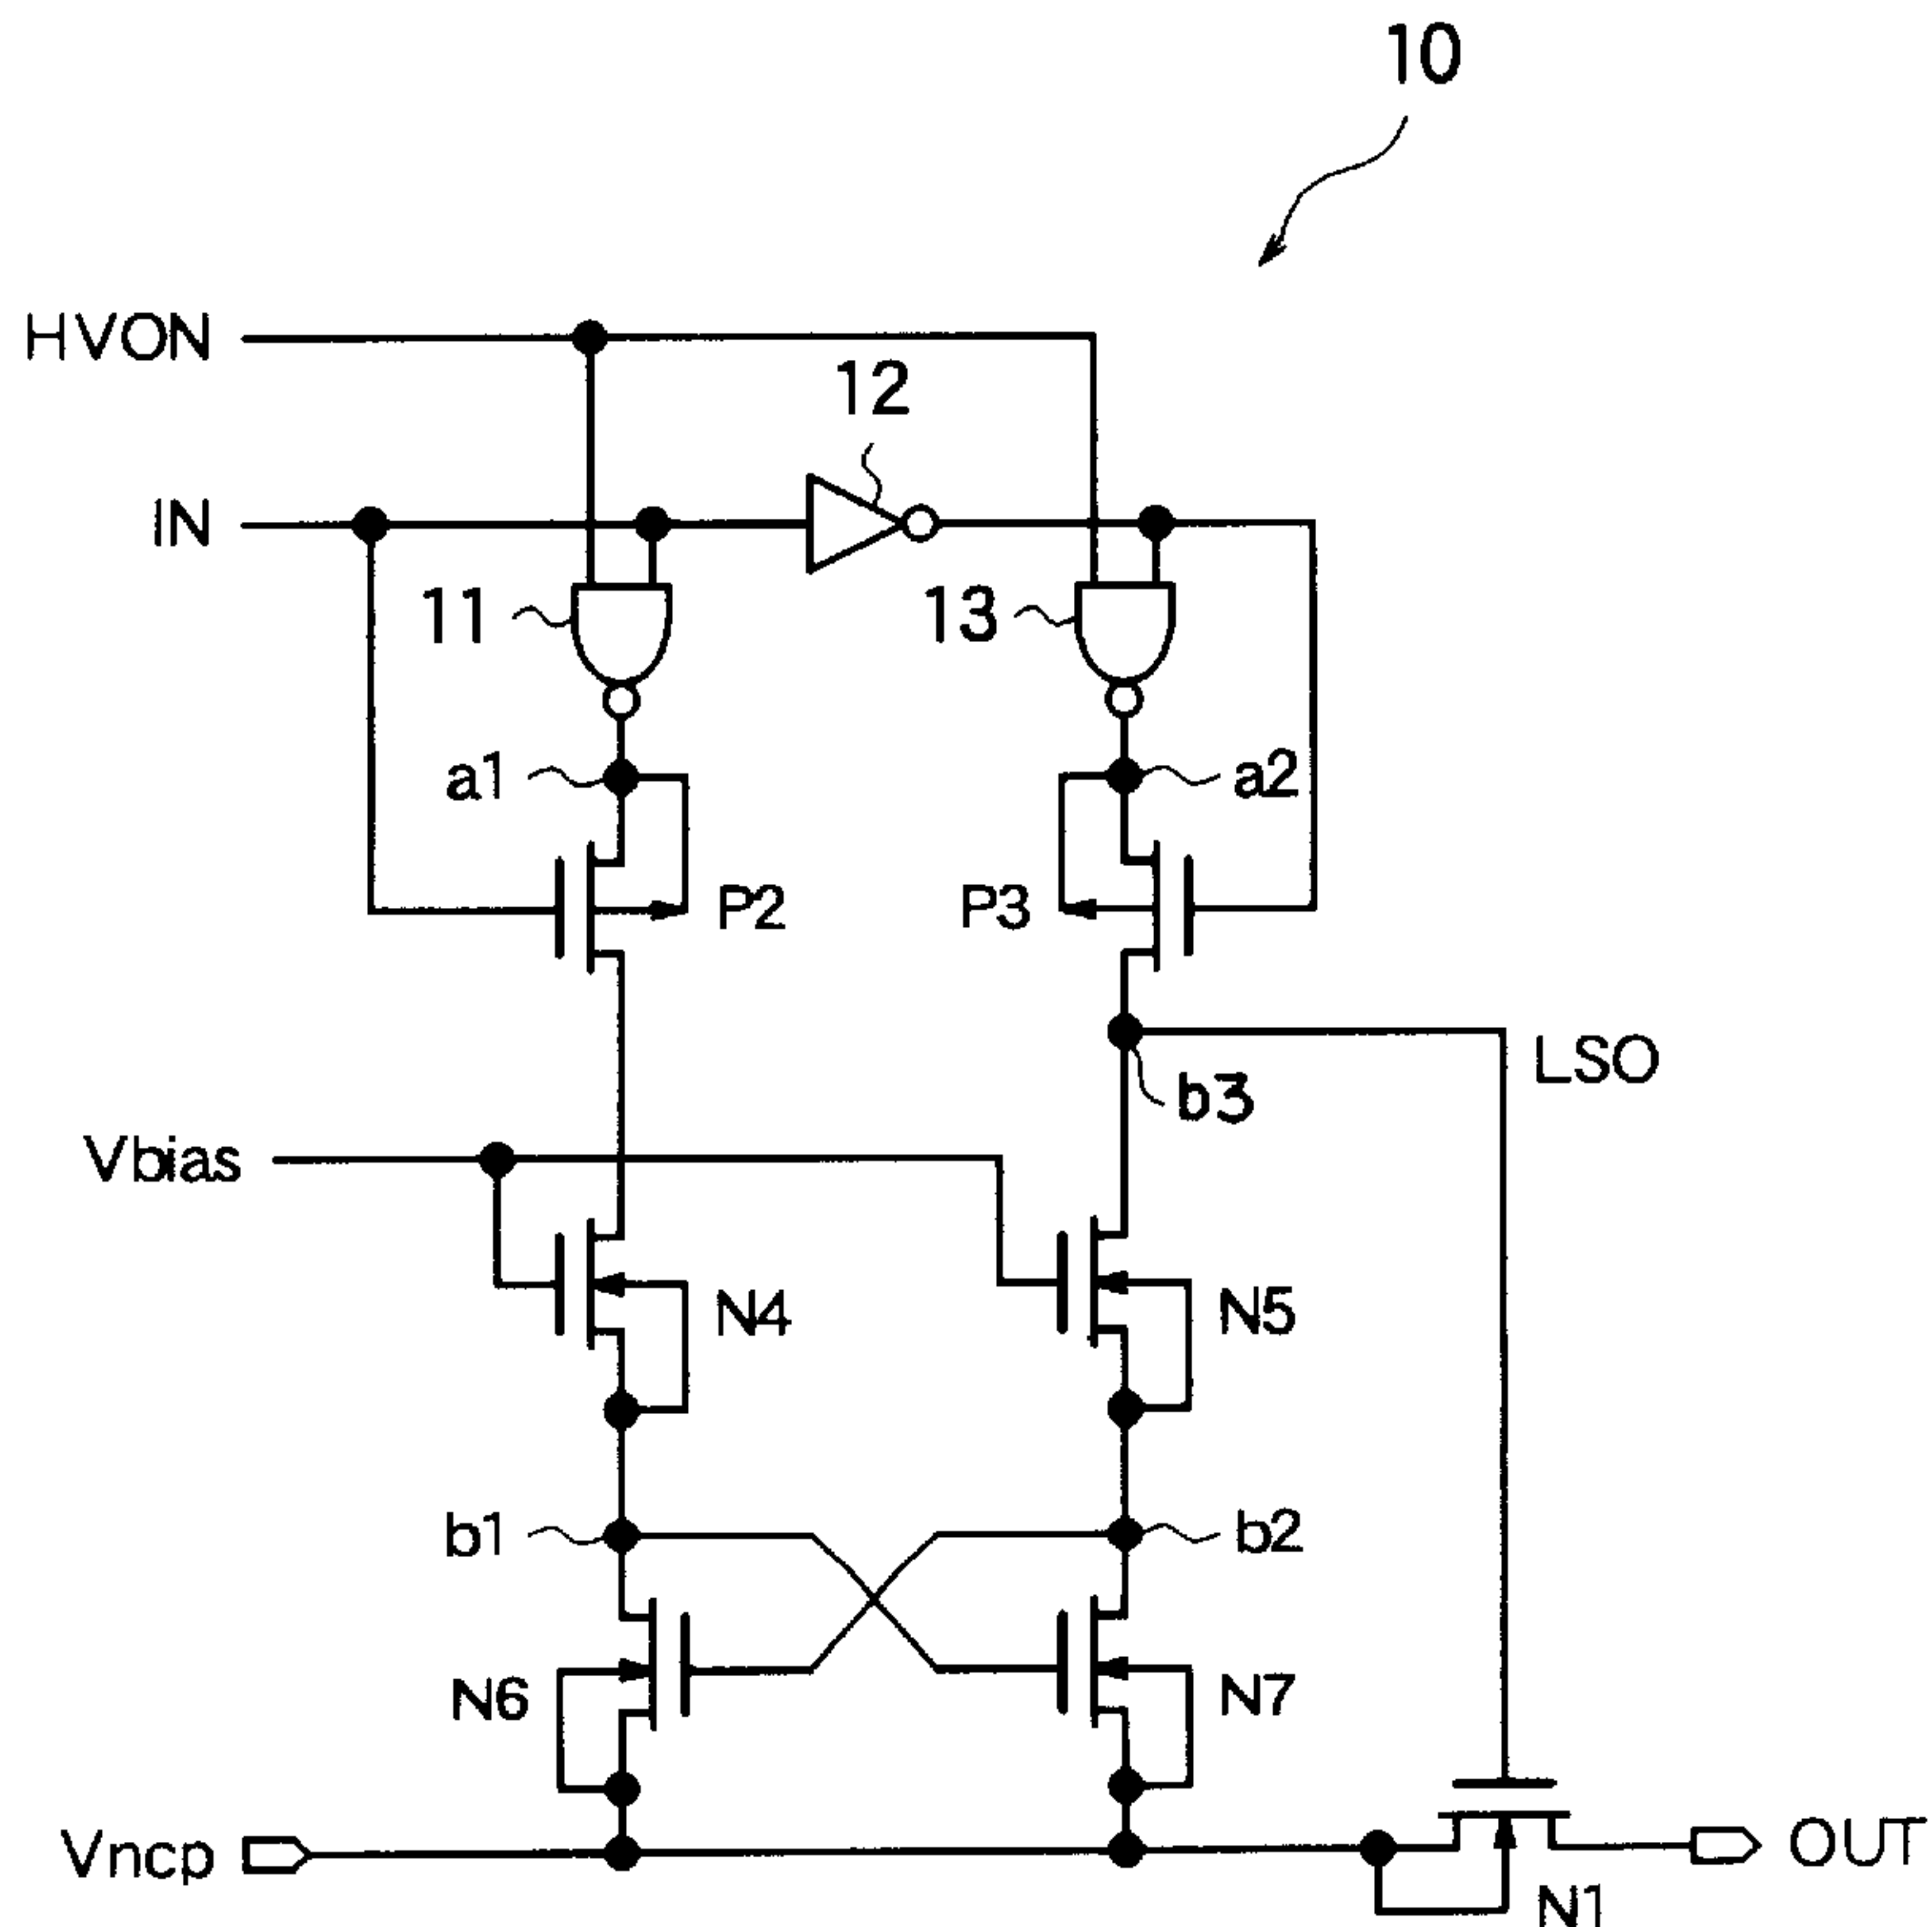 10
HVON
12
IN
11
13
a1
a2
P2
P3
LSO
b3
Vbias
N4
N5
b1
b2
N6
N7
Vncp
OUT
N1